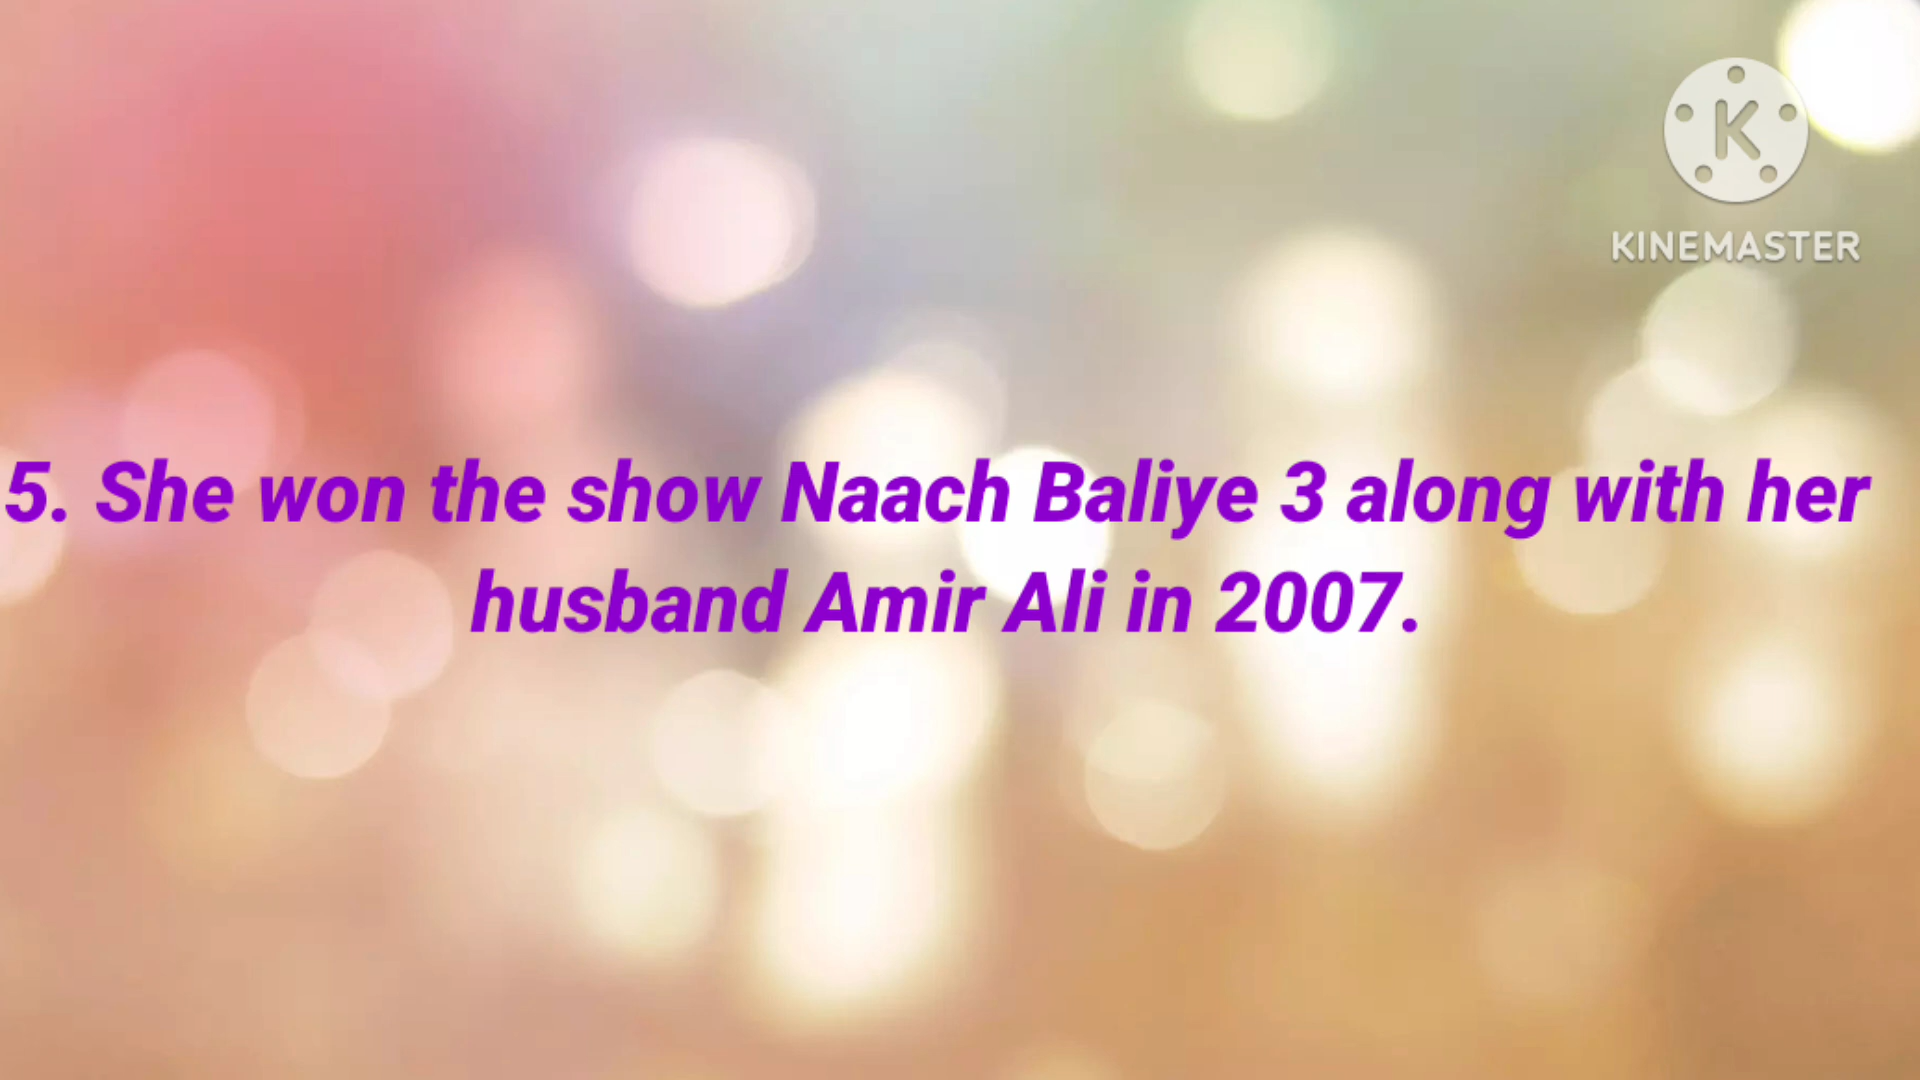 K
KINEMASTER
5. She won the show Naach Baliye 3 along with her
husband Amir Ali in 2007.